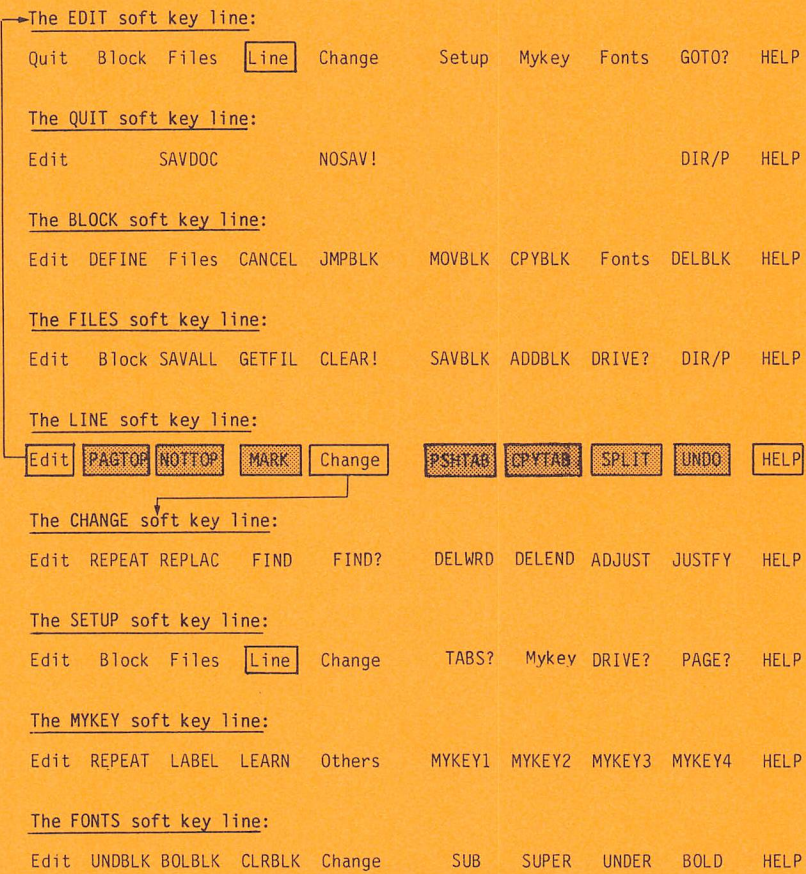 The EDIT soft key line:
Quit Block Files Line Change Setup Mykey Fonts GOTO? HELP
The QUIT soft key line:
Edit SAVDOC NOSAV! DIR/P HELP
The BLOCK soft key line:
Edit DEFINE Files CANCEL JMPBLK MOVBLK CPYBLK Fonts DELBLK HELP
The FILES soft key line:
Edit Block SAVALL GETFIL CLEAR! SAVBLK ADDBLK DRIVE? DIR/P HELP
The LINE soft key line:
Edit PAGTOP NOTTOP MARK Change PSHTAB CPYTAB SPLIT UNDO HELP
The CHANGE soft key line:
Edit REPEAT REPLAC FIND FIND? DELWRD DELEND ADJUST JUSTFY HELP
The SETUP soft key line:
Edit Block Files Line Change TABS? Mykey DRIVE? PAGE? HELP
The MYKEY soft key line:
Edit REPEAT LABEL LEARN Others MYKEY1 MYKEY2 MYKEY3 MYKEY4 HELP
The FONTS soft key line:
Edit UNDBLK BOLBLK CLRBLK Change SUB SUPER UNDER BOLD HELP